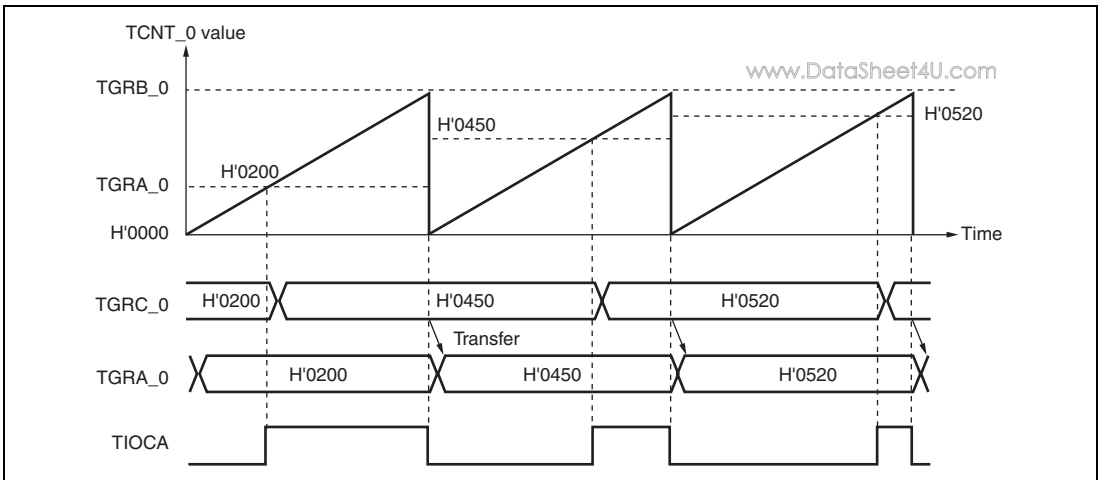 TCNT_0 value
www.DataSheet4U.com
TGRB_0
H'0450
H'0520
H'0200
TGRA_0
H'0000
Time
TGRC_0
H'0200
H'0450
H'0520
Transfer
TGRA_0
H'0200
H'0450
H'0520
TIOCA